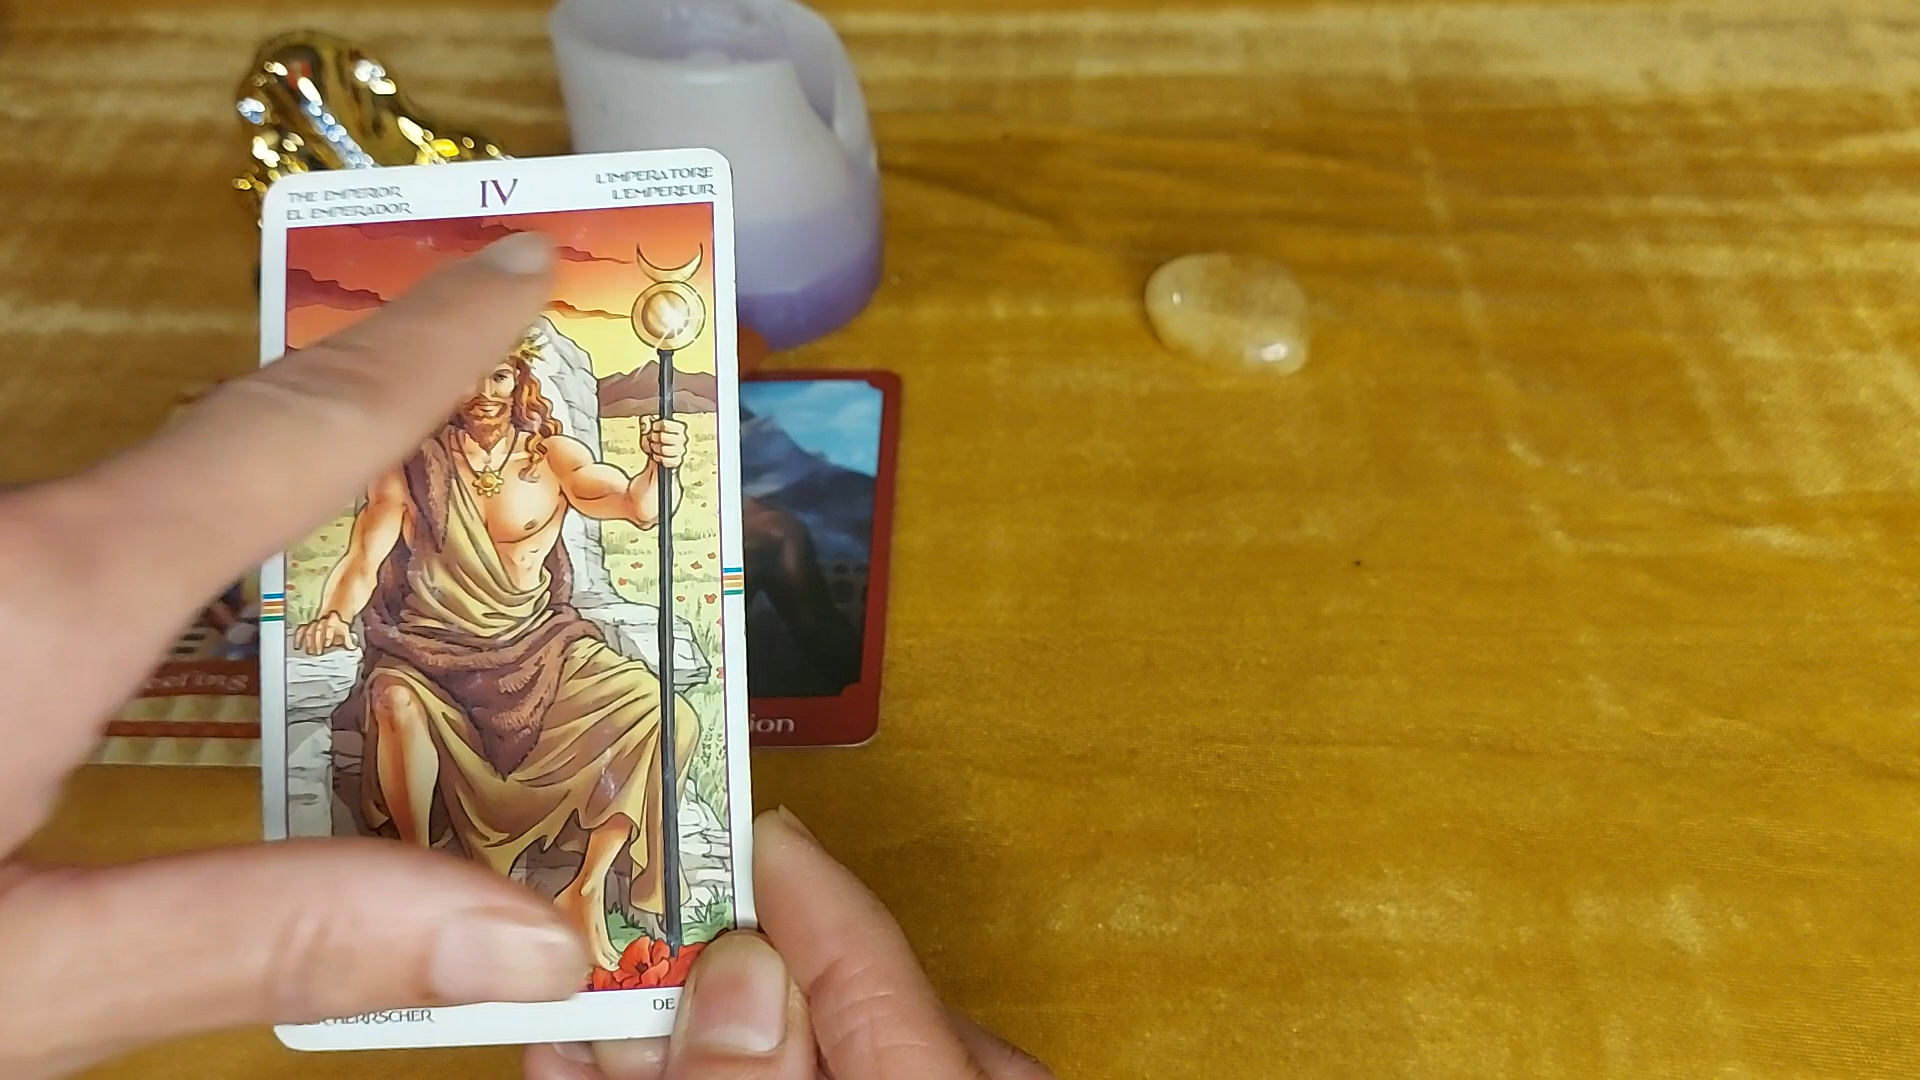 THE EMPEROR
EL EMPERADOR
IV
L'IMPERATORE
L'EMPEREUR
HERRSCHER
DE
ion